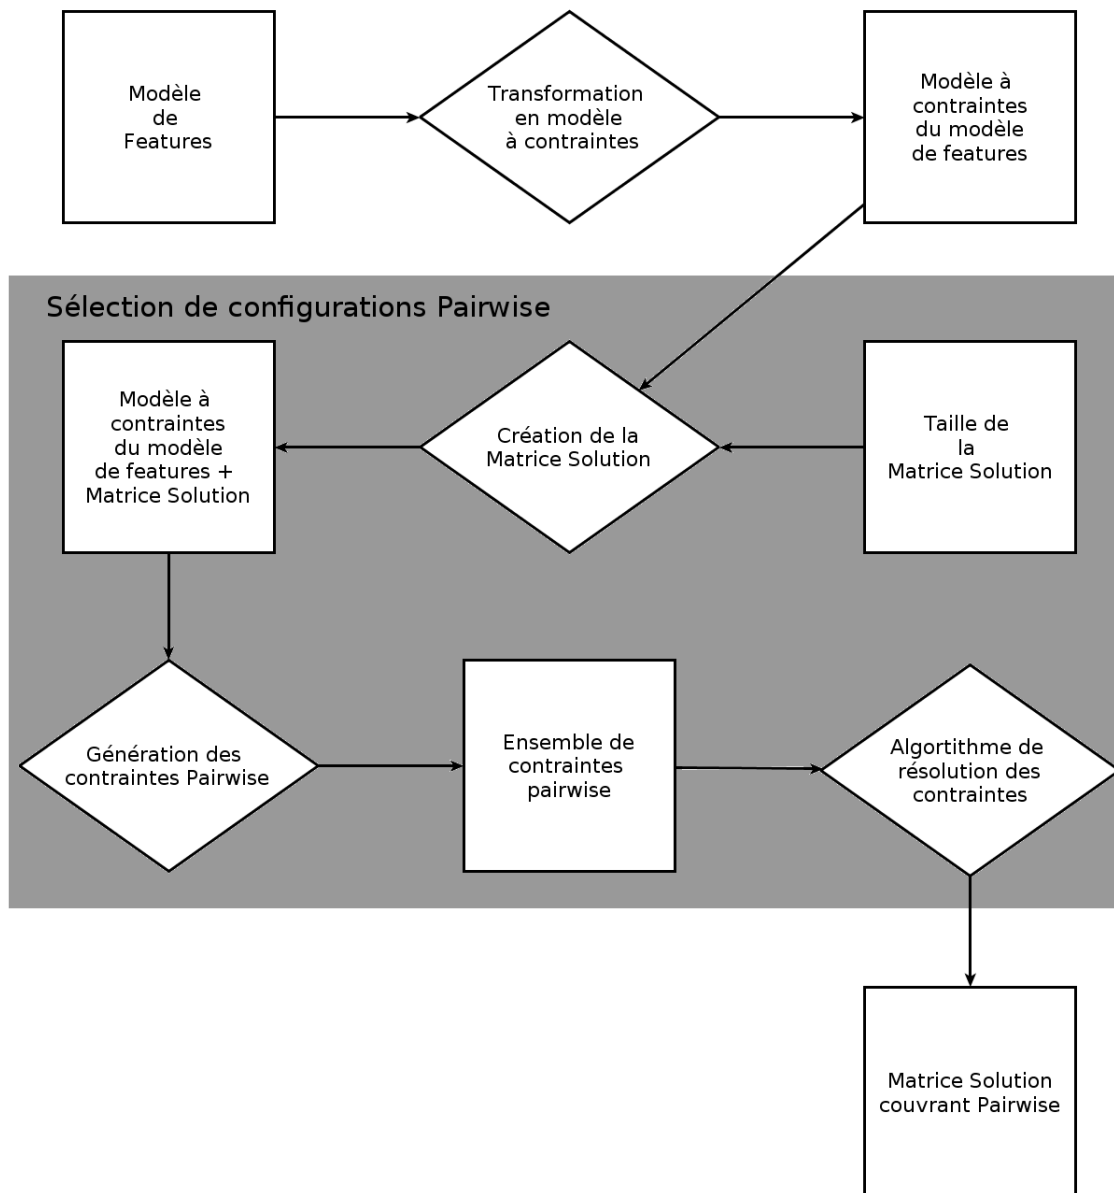 Modèle
de
Features
Transformation
en modèle
à contraintes
Modèle à
contraintes
du modèle
de features
Sélection de configurations Pairwise
Modèle à
contraintes
du modèle
de features +
Matrice Solution
Création de la
Matrice Solution
Taille de
la
Matrice Solution
Génération des
contraintes Pairwise
Ensemble de
contraintes
pairwise
Algortithme de
résolution des
contraintes
Matrice Solution
couvrant Pairwise